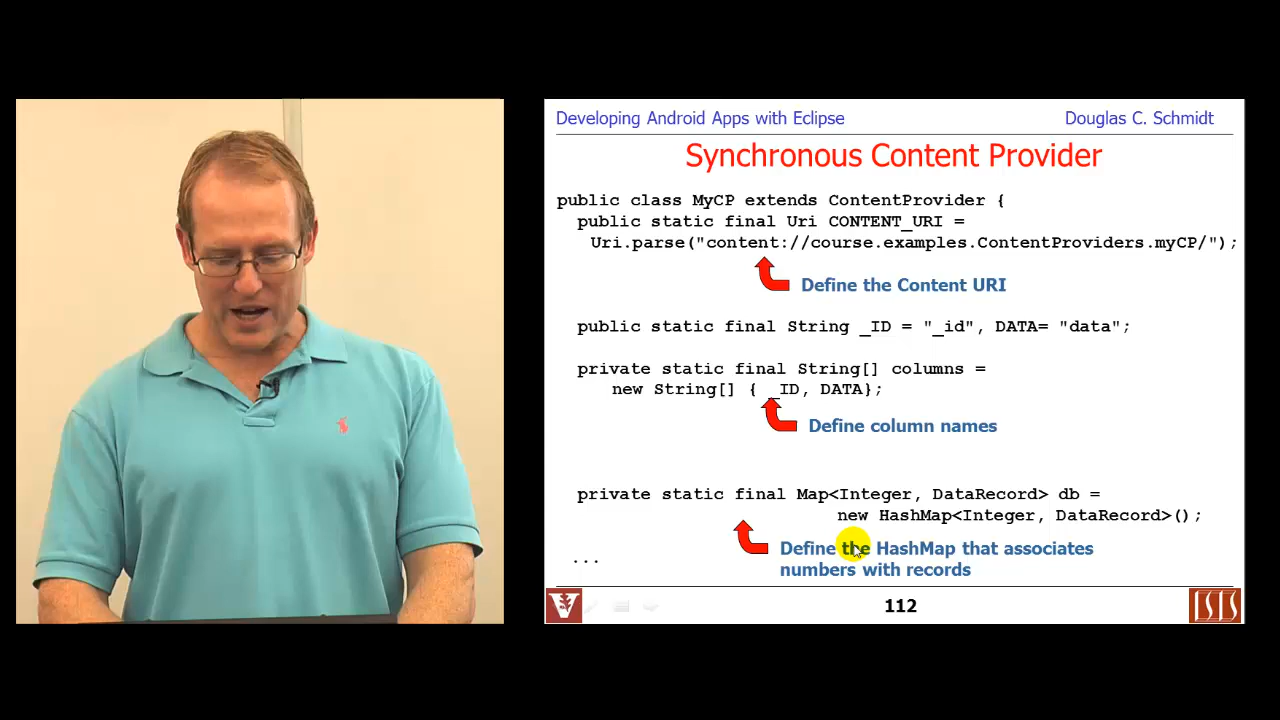 Developing Android Apps with Eclipse Douglas C. Schmidt
Synchronous Content Provider
public class MyCP extends ContentProvider {
public static final Uri CONTENT_URI =
Uri.parse("content://course.examples.ContentProviders.myCP/");
Define the Content URI
public static final String _ID = "_id", DATA= "data";
private static final String[] columns =
new String[] { _ID, DATA};
Define column names
private static final Map<Integer, DataRecord> db =
new HashMap<Integer, DataRecord>();
Define the HashMap that associates
numbers with records
...
V 112 ISIS